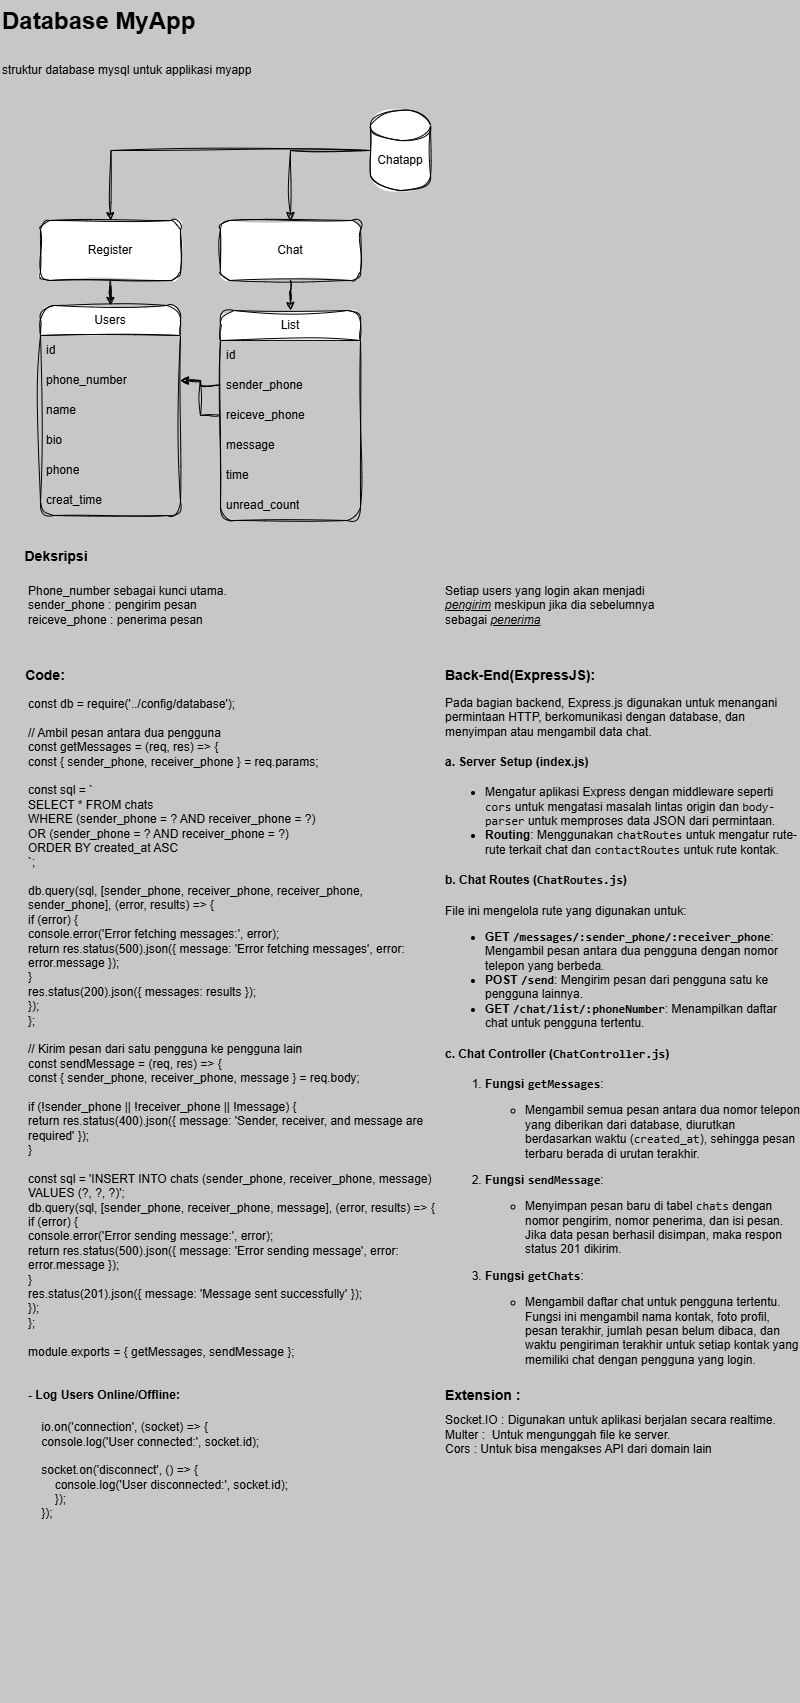 Database MyApp
struktur database mysql untuk applikasi myapp
Chatapp
Register
Chat
Users
id
phone_number
name
bio
phone
creat_time
List
id
sender_phone
reiceve_phone
message
time
unread_count
Deksripsi
Phone_number sebagai kunci utama.
sender_phone : pengirim pesan
reiceve_phone : penerima pesan
Setiap users yang login akan menjadi
pengirim meskipun jika dia sebelumnya
sebagai penerima
Code:
const db = require('../config/database');
// Ambil pesan antara dua pengguna
const getMessages = (req, res) => {
const { sender_phone, receiver_phone } = req.params;
const sql = `
SELECT * FROM chats
WHERE (sender_phone = ? AND receiver_phone = ?)
OR (sender_phone = ? AND receiver_phone = ?)
ORDER BY created_at ASC
`;
db.query(sql, [sender_phone, receiver_phone, receiver_phone,
sender_phone], (error, results) => {
if (error) {
console.error('Error fetching messages:', error);
return res.status(500).json({ message: 'Error fetching messages', error:
error.message });
}
res.status(200).json({ messages: results });
});
};
// Kirim pesan dari satu pengguna ke pengguna lain
const sendMessage = (req, res) => {
const { sender_phone, receiver_phone, message } = req.body;
if (!sender_phone || !receiver_phone || !message) {
return res.status(400).json({ message: 'Sender, receiver, and message are
required' });
}
const sql = 'INSERT INTO chats (sender_phone, receiver_phone, message)
VALUES (?, ?, ?)';
db.query(sql, [sender_phone, receiver_phone, message], (error, results) => {
if (error) {
console.error('Error sending message:', error);
return res.status(500).json({ message: 'Error sending message', error:
error.message });
}
res.status(201).json({ message: 'Message sent successfully' });
});
};
module.exports = { getMessages, sendMessage };
- Log Users Online/Offline:
io.on('connection', (socket) => {
console.log('User connected:', socket.id);
socket.on('disconnect', () => {
console.log('User disconnected:', socket.id);
});
});
Back-End(ExpressJS):
Pada bagian backend, Express.js digunakan untuk menangani
permintaan HTTP, berkomunikasi dengan database, dan
menyimpan atau mengambil data chat.
a. Server Setup (index.js)
• Mengatur aplikasi Express dengan middleware seperti
cors untuk mengatasi masalah lintas origin dan body-
parser untuk memproses data JSON dari permintaan.
• Routing: Menggunakan chatRoutes untuk mengatur rute-
rute terkait chat dan contactRoutes untuk rute kontak.
b. Chat Routes (ChatRoutes.js)
File ini mengelola rute yang digunakan untuk:
• GET /messages/:sender_phone/:receiver_phone:
Mengambil pesan antara dua pengguna dengan nomor
telepon yang berbeda.
• POST /send: Mengirim pesan dari pengguna satu ke
pengguna lainnya.
• GET /chat/list/:phoneNumber: Menampilkan daftar
chat untuk pengguna tertentu.
c. Chat Controller (ChatController.js)
1. Fungsi getMessages:
◦ Mengambil semua pesan antara dua nomor telepon
yang diberikan dari database, diurutkan
berdasarkan waktu (created_at), sehingga pesan
terbaru berada di urutan terakhir.
2. Fungsi sendMessage:
◦ Menyimpan pesan baru di tabel chats dengan
nomor pengirim, nomor penerima, dan isi pesan.
Jika data pesan berhasil disimpan, maka respon
status 201 dikirim.
3. Fungsi getChats:
◦ Mengambil daftar chat untuk pengguna tertentu.
Fungsi ini mengambil nama kontak, foto profil,
pesan terakhir, jumlah pesan belum dibaca, dan
waktu pengiriman terakhir untuk setiap kontak yang
memiliki chat dengan pengguna yang login.
Extension :
Socket.IO : Digunakan untuk aplikasi berjalan secara realtime.
Multer : Untuk mengunggah file ke server.
Cors : Untuk bisa mengakses API dari domain lain